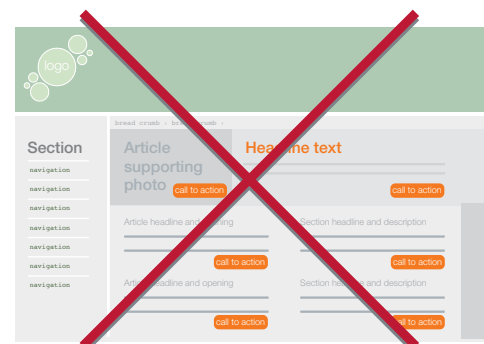 logo
bread crumb : bread crumb :
Section
navigation
navigation
navigation
navigation
navigation
navigation
navigation
Article
supporting
photo
call to action
Headline text
call to action
Article headline and opening
call to action
Section headline and description
call to action
Article headline and opening
call to action
Section headline and description
call to action